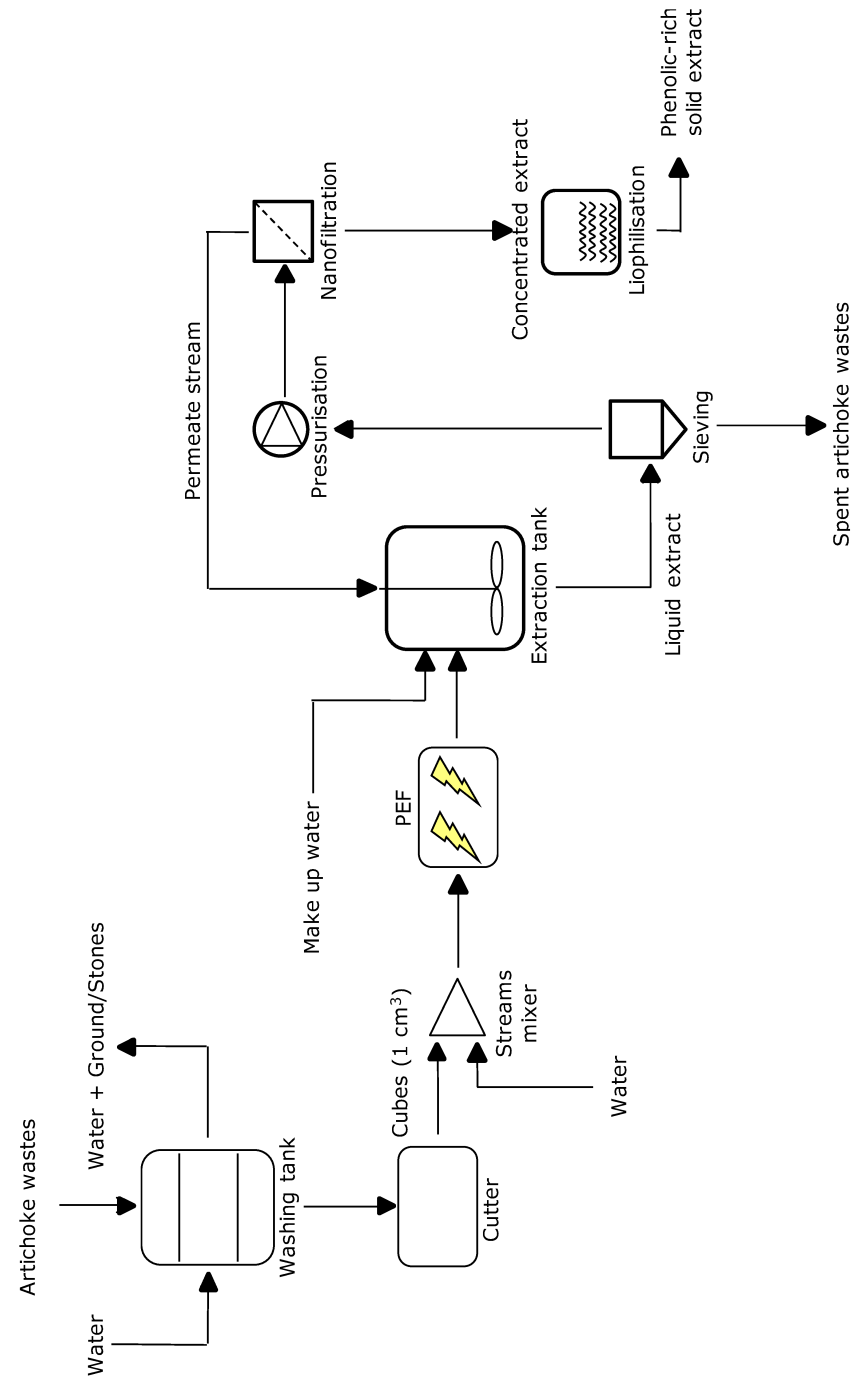 Water
Artichoke wastes
Water + Ground/Stones
Washing tank
Cutter
Cubes (1 cm³)
Streams
mixer
Water
PEF
Make up water
Extraction tank
Permeate stream
Liquid extract
Sieving
Spent artichoke wastes
Pressurisation
Nanofiltration
Concentrated extract
Liophilisation
Phenolic-rich
solid extract